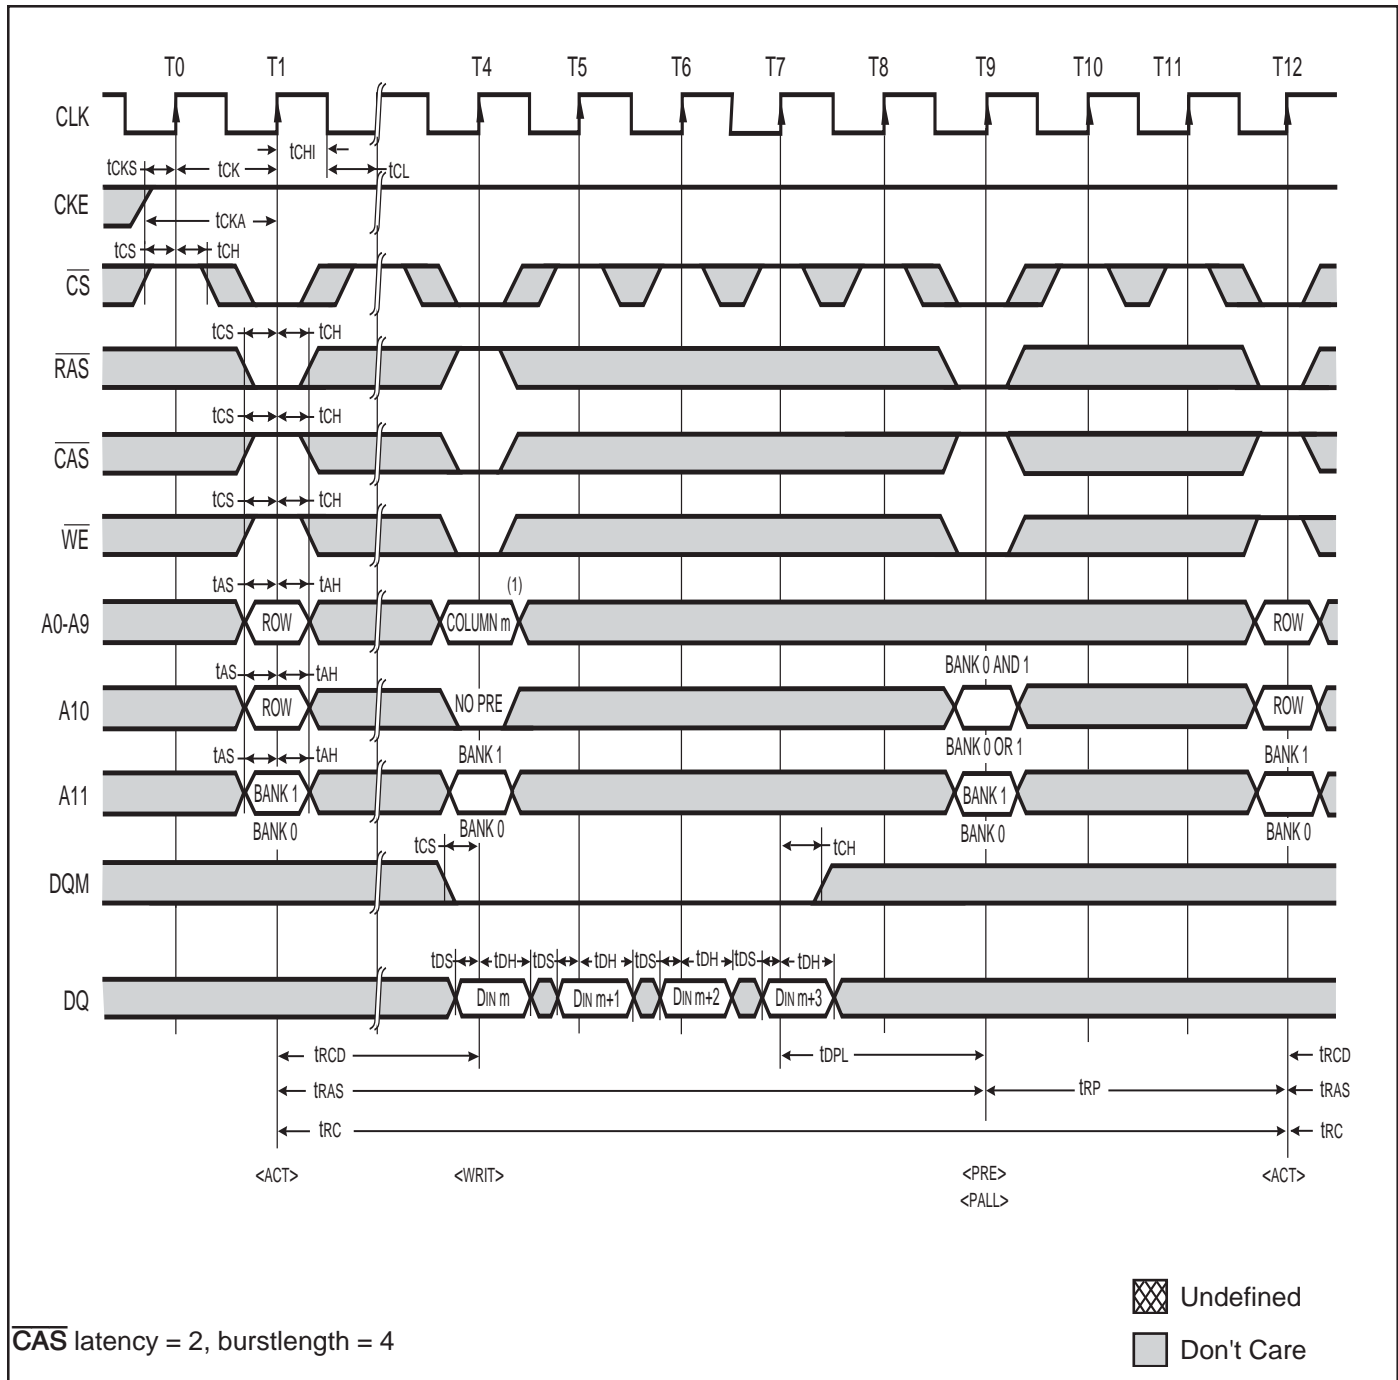 T0 T1 T4 T5 T6 T7 T8 T9 T10 T11 T12
CLK
tCHI
tCKS tCK tCL
CKE
tCKA
tCS tCH
CS
tCS tCH
RAS
tCS tCH
CAS
tCS tCH
WE
tAS tAH (1)
A0-A9 ROW COLUMN m ROW
BANK 0 AND 1
tAS tAH
A10 ROW NO PRE ROW
BANK 0 OR 1
tAS tAH BANK 1 BANK 1
A11 BANK 1 BANK 1
BANK 0 BANK 0 BANK 0 BANK 0
tCS tCH
DQM
tDS tDH tDS tDH tDS tDH tDS tDH
DQ DIN m DIN m+1 DIN m+2 DIN m+3
tRCD tDPL tRCD
tRAS tRP tRAS
tRC tRC
<ACT> <WRIT> <PRE> <ACT>
<PALL>
Undefined
CAS latency = 2, burstlength = 4
Don't Care